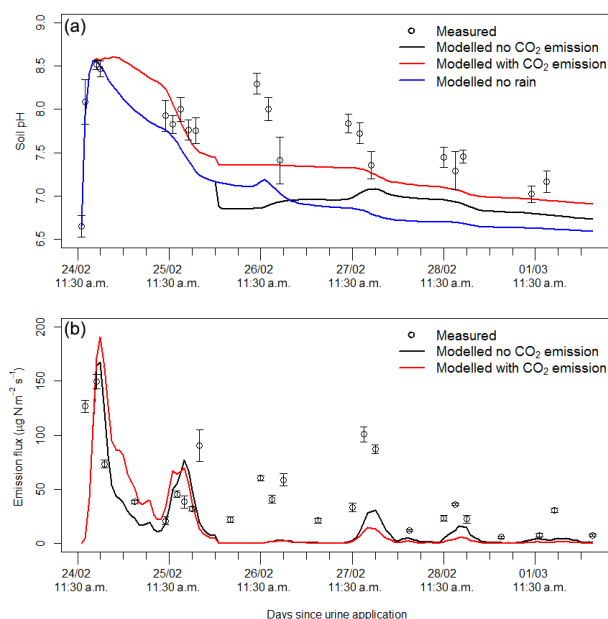 (a)
Measured
Modelled no CO2 emission
Modelled with CO2 emission
Modelled no rain
Soil pH
9.0
8.5
8.0
7.5
7.0
6.5
24/02 25/02 26/02 27/02 28/02 01/03
11:30 a.m. 11:30 a.m. 11:30 a.m. 11:30 a.m. 11:30 a.m. 11:30 a.m.
(b)
Measured
Modelled no CO2 emission
Modelled with CO2 emission
Emission flux (µg N m−2 s−1)
200
150
100
50
0
24/02 25/02 26/02 27/02 28/02 01/03
11:30 a.m. 11:30 a.m. 11:30 a.m. 11:30 a.m. 11:30 a.m. 11:30 a.m.
Days since urine application